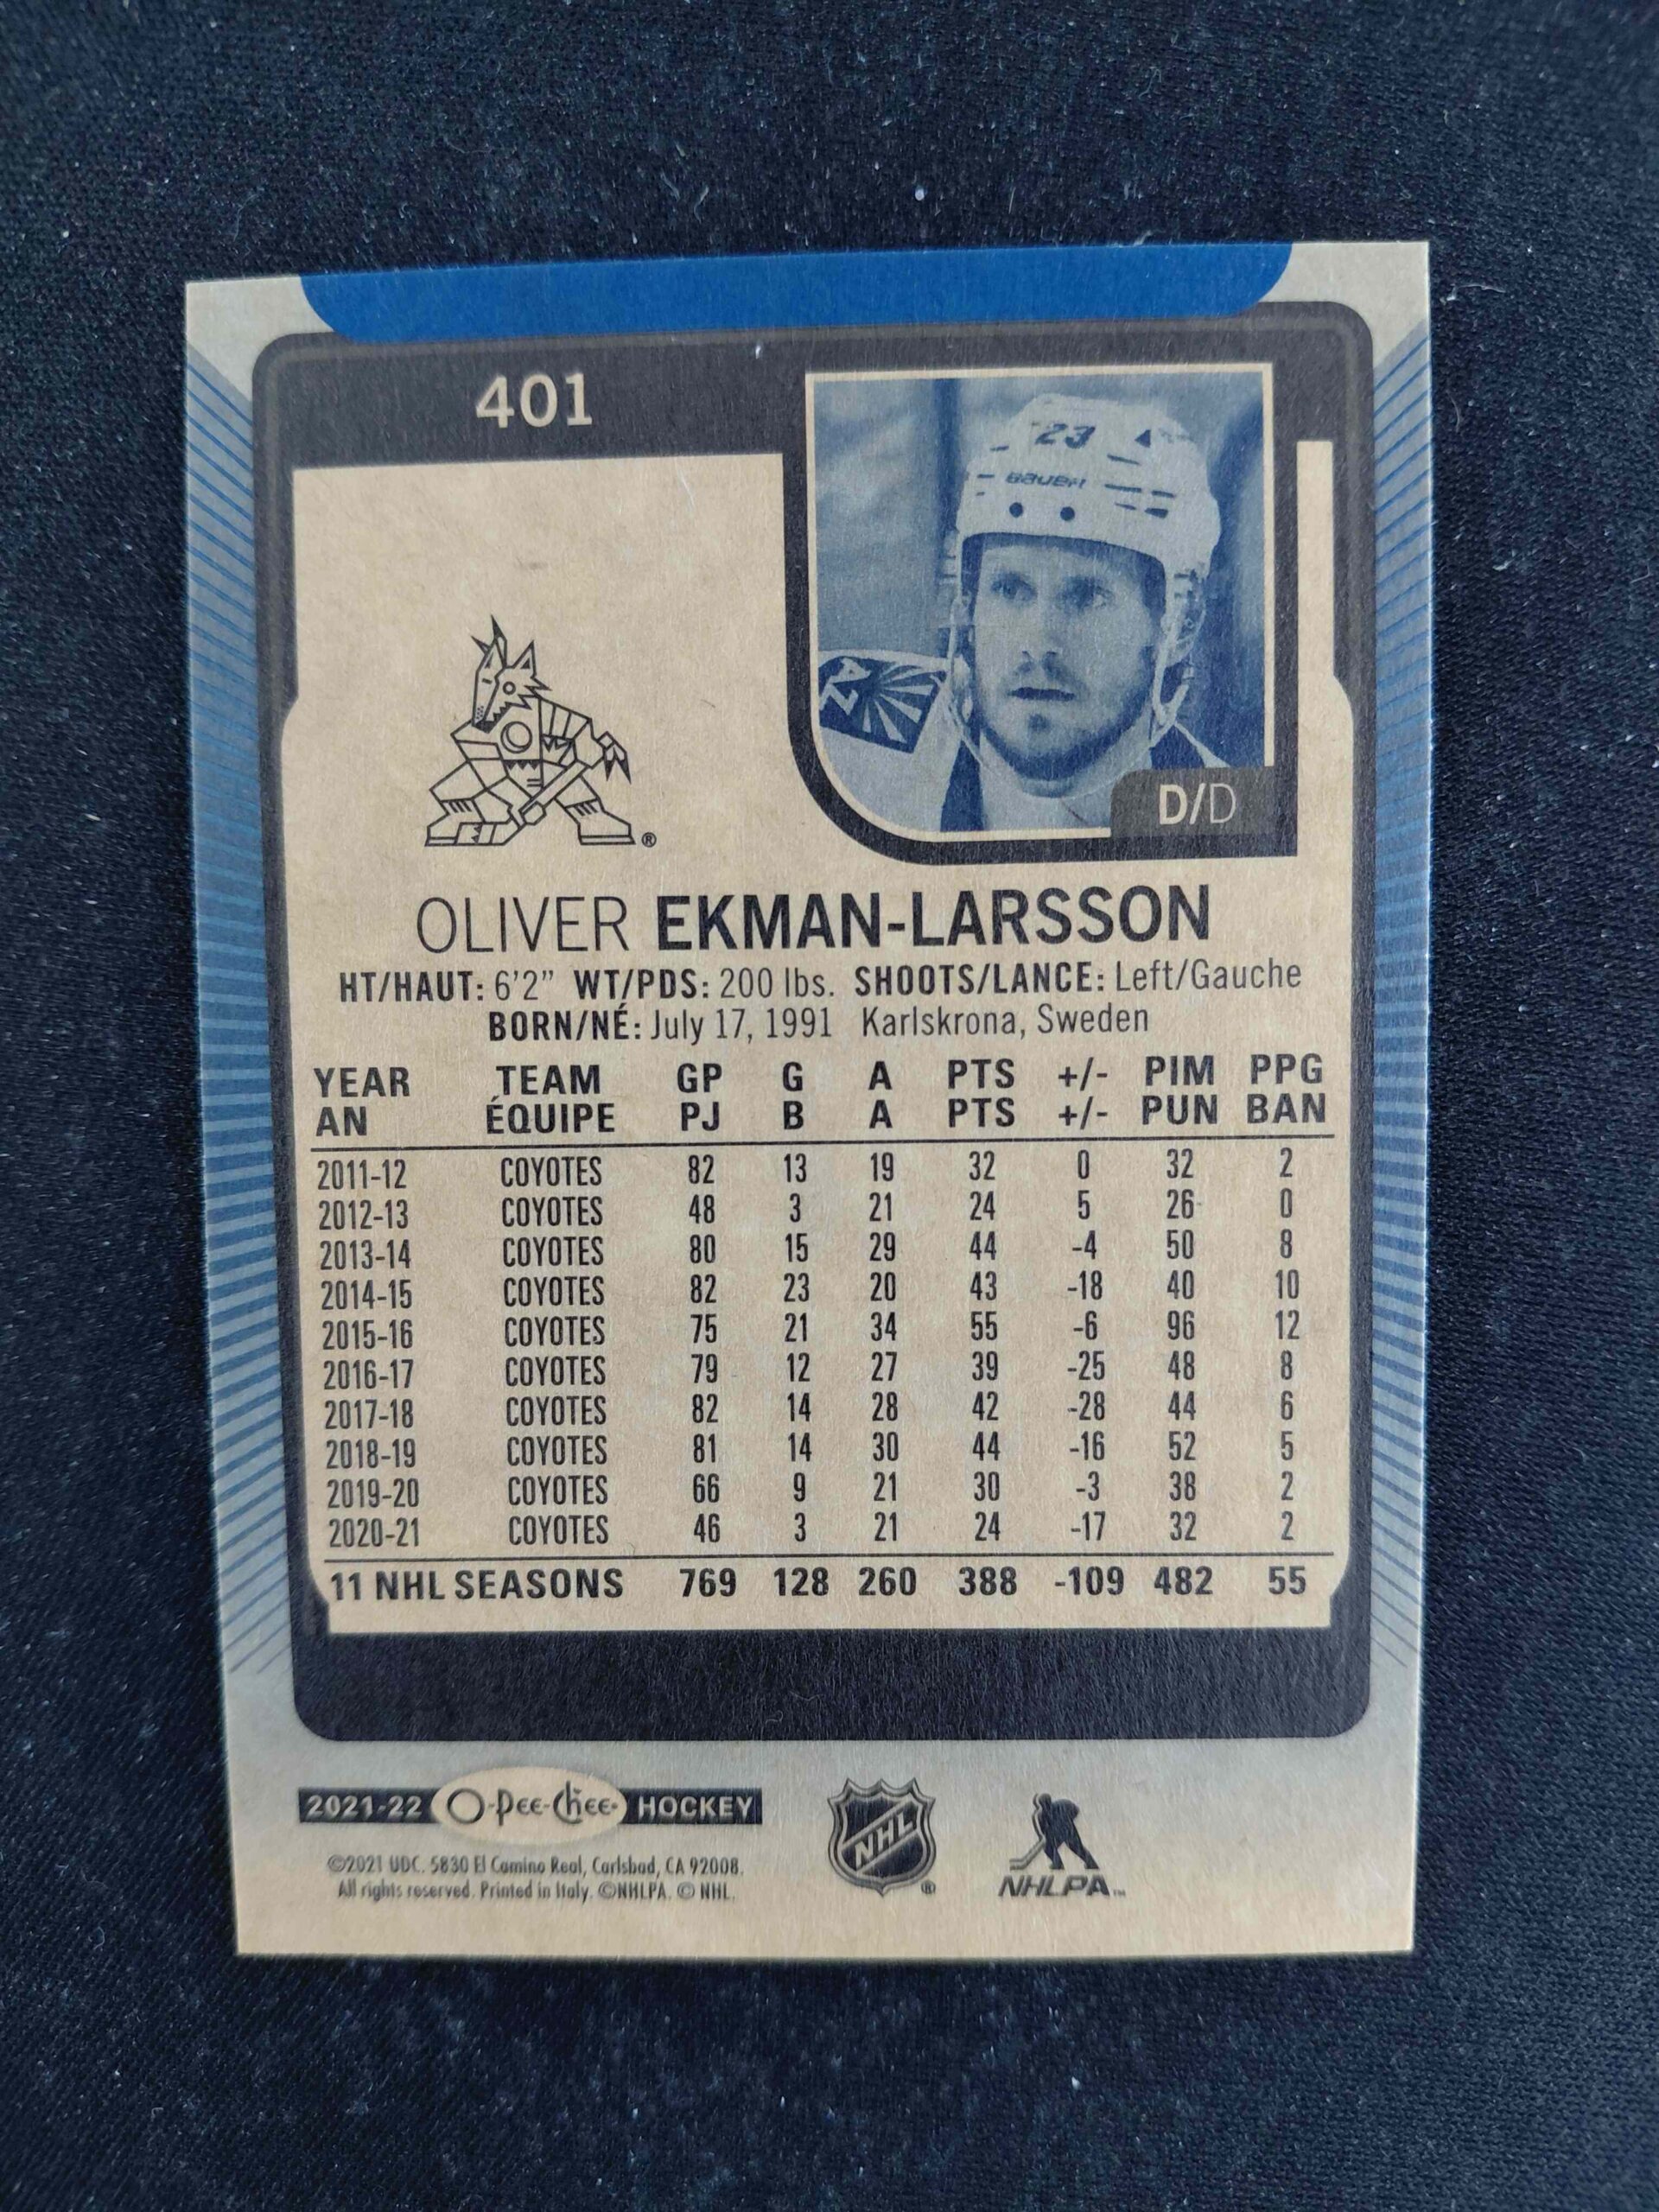 401
23
BAUER
AZ
D/D
®
OLIVER EKMAN-LARSSON
HT/HAUT: 6'2" WT/PDS: 200 lbs. SHOOTS/LANCE: Left/Gauche
BORN/NÉ: July 17, 1991 Karlskrona, Sweden
YEAR TEAM GP G A PTS +/- PIM PPG
AN ÉQUIPE PJ B A PTS +/- PUN BAN
2011-12 COYOTES 82 13 19 32 0 32 2
2012-13 COYOTES 48 3 21 24 5 26 0
2013-14 COYOTES 80 15 29 44 -4 50 8
2014-15 COYOTES 82 23 20 43 -18 40 10
2015-16 COYOTES 75 21 34 55 -6 96 12
2016-17 COYOTES 79 12 27 39 -25 48 8
2017-18 COYOTES 82 14 28 42 -28 44 6
2018-19 COYOTES 81 14 30 44 -16 52 5
2019-20 COYOTES 66 9 21 30 -3 38 2
2020-21 COYOTES 46 3 21 24 -17 32 2
11 NHL SEASONS 769 128 260 388 -109 482 55
2021-22 O-Pee-Chee HOCKEY
©2021 UDC. 5830 El Camino Real, Carlsbad, CA 92008.
All rights reserved. Printed in Italy. ©NHLPA. © NHL.
NHL ®
NHLPA™